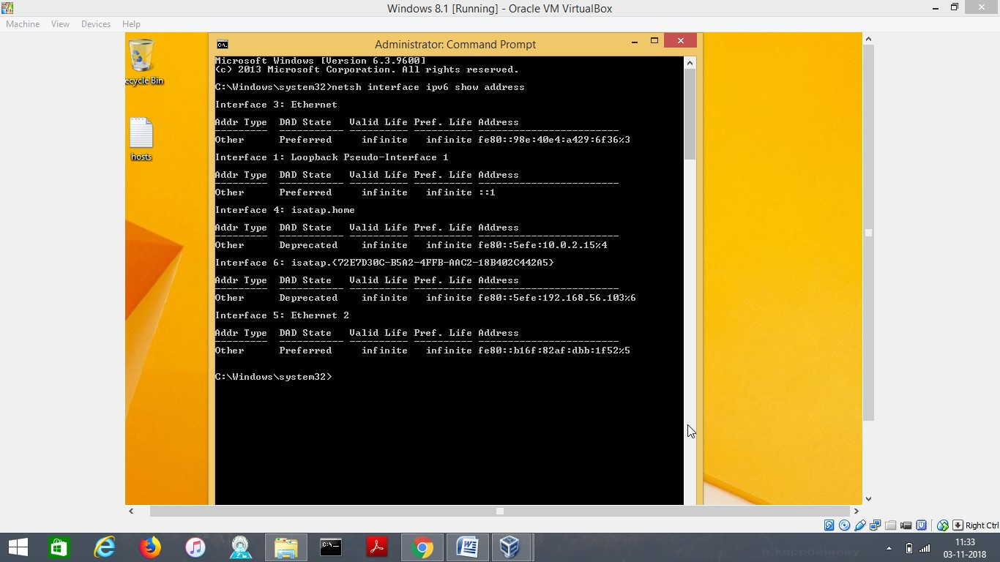 Windows 8.1 [Running] - Oracle VM VirtualBox
Machine View Devices Help
ecycle Bin
hosts
Administrator: Command Prompt
Microsoft Windows [Version 6.3.9600]
(c) 2013 Microsoft Corporation. All rights reserved.
C:\Windows\system32>netsh interface ipv6 show address
Interface 3: Ethernet
Addr Type DAD State Valid Life Pref. Life Address
Other Preferred infinite infinite fe80::98e:40e4:a429:6f36%3
Interface 1: Loopback Pseudo-Interface 1
Addr Type DAD State Valid Life Pref. Life Address
Other Preferred infinite infinite ::1
Interface 4: isatap.home
Addr Type DAD State Valid Life Pref. Life Address
Other Deprecated infinite infinite fe80::5efe:10.0.2.15%4
Interface 6: isatap.{72E7D30C-B5A2-4FFB-AAC2-18B402C442A5}
Addr Type DAD State Valid Life Pref. Life Address
Other Deprecated infinite infinite fe80::5efe:192.168.56.103%6
Interface 5: Ethernet 2
Addr Type DAD State Valid Life Pref. Life Address
Other Preferred infinite infinite fe80::b16f:82af:dbb:1f52%5
C:\Windows\system32>
Right Ctrl
11:33
03-11-2018